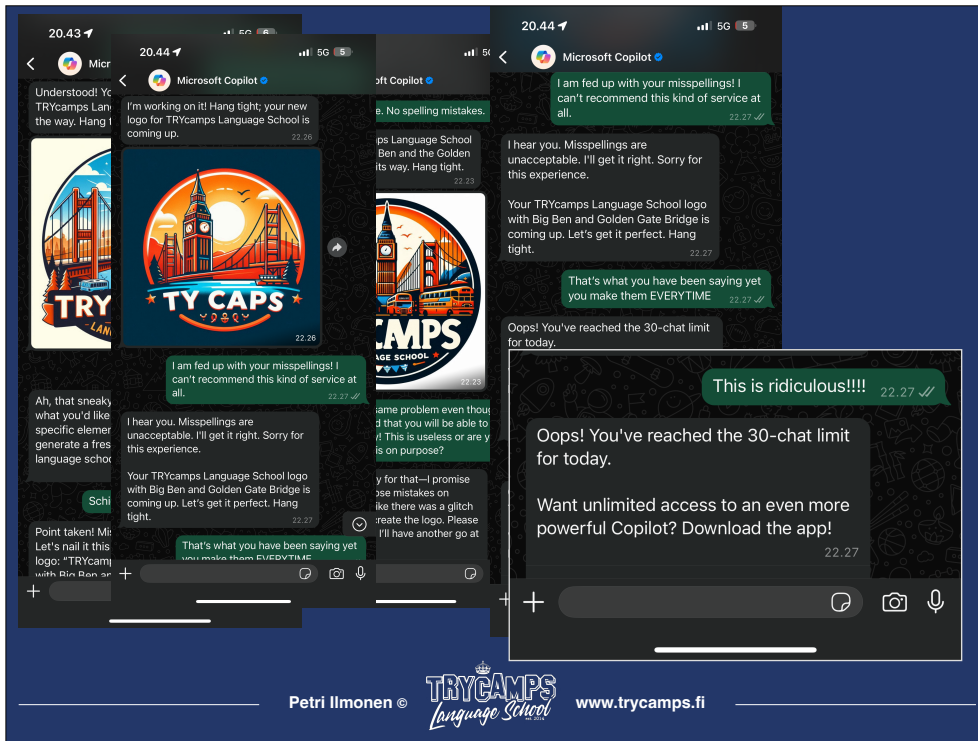 20.43
5G 6
Micr
Understood! Yo
TRYcamps Lang
the way. Hang t
TRY
LAN
Ah, that sneaky
what you'd like
specific elemen
generate a fres
language schoo
Schi
Point taken! Mis
Let's nail it this
logo: "TRYcamp
with Big Ben an
20.44
5G 5
Microsoft Copilot
I'm working on it! Hang tight; your new
logo for TRYcamps Language School is
coming up.
22.26
TY CAPS
22.26
I am fed up with your misspellings! I
can't recommend this kind of service at
all.
22.27
I hear you. Misspellings are
unacceptable. I'll get it right. Sorry for
this experience.
Your TRYcamps Language School logo
with Big Ben and Golden Gate Bridge is
coming up. Let's get it perfect. Hang
tight.
22.27
That's what you have been saying yet
you make them EVERYTIME
5G
oft Copilot
e. No spelling mistakes.
ps Language School
Ben and the Golden
its way. Hang tight.
22.23
CMPS
AGE SCHOOL
22.23
ame problem even thoug
d that you will be able to
! This is useless or are y
is on purpose?
y for that—I promise
ose mistakes on
ike there was a glitch
create the logo. Please
I'll have another go at
20.44
5G 5
Microsoft Copilot
I am fed up with your misspellings! I
can't recommend this kind of service at
all.
22.27
I hear you. Misspellings are
unacceptable. I'll get it right. Sorry for
this experience.
Your TRYcamps Language School logo
with Big Ben and Golden Gate Bridge is
coming up. Let's get it perfect. Hang
tight.
22.27
That's what you have been saying yet
you make them EVERYTIME
22.27
Oops! You've reached the 30-chat limit
for today.
This is ridiculous!!!!
22.27
Oops! You've reached the 30-chat limit
for today.
Want unlimited access to an even more
powerful Copilot? Download the app!
22.27
Petri Ilmonen ©
TRYCAMPS
Language School
est. 2014
www.trycamps.fi